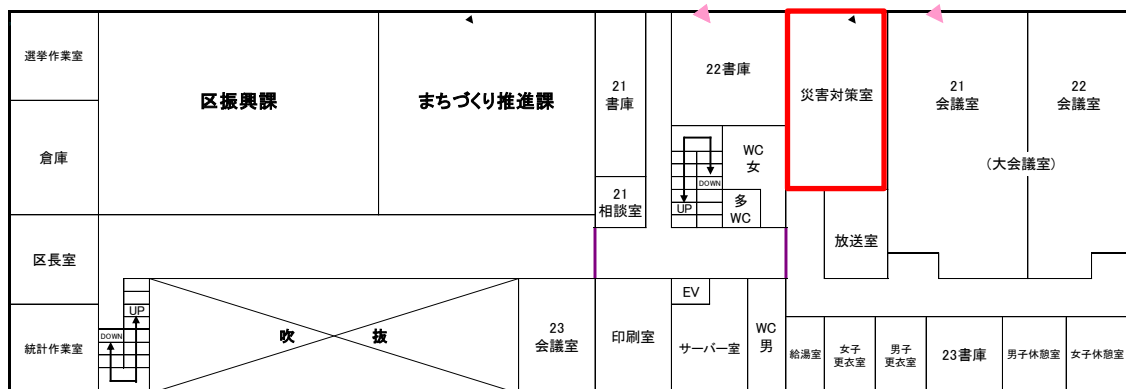 選挙作業室
区振興課
まちづくり推進課
21
書庫
22書庫
災害対策室
21
会議室
22
会議室
(大会議室)
倉庫
WC
女
DOWN
UP
多
WC
21
相談室
放送室
区長室
EV
UP
DOWN
統計作業室
吹 抜
23
会議室
印刷室
サーバー室
WC
男
給湯室
女子
更衣室
男子
更衣室
23書庫
男子休憩室
女子休憩室